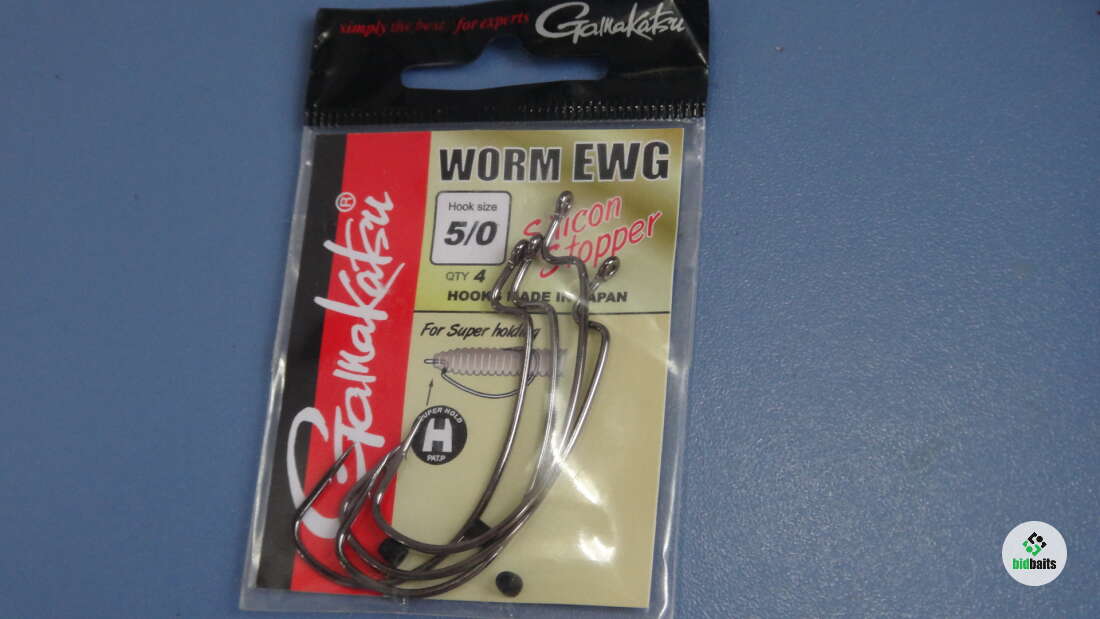 simply the best for experts
Gamakatsu
WORM EWG
Hook size
5/0
Silicon
Stopper
QTY 4
HOOKS MADE IN JAPAN
Gamakatsu®
For Super holding
SUPER HOLD
H
PAT.P
bidbaits